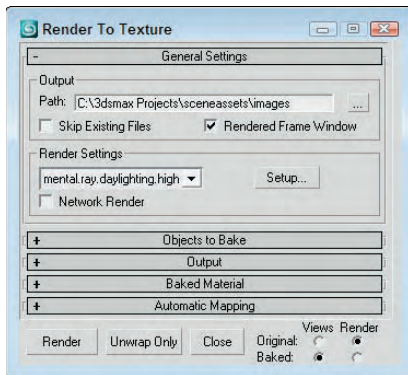 Render To Texture
- General Settings
Output
Path: C:\3dsmax Projects\sceneassets\images ...
Skip Existing Files Rendered Frame Window
Render Settings
mental.ray.daylighting.high Setup...
Network Render
+ Objects to Bake
+ Output
+ Baked Material
+ Automatic Mapping
Views Render
Render Unwrap Only Close Original:
Baked: